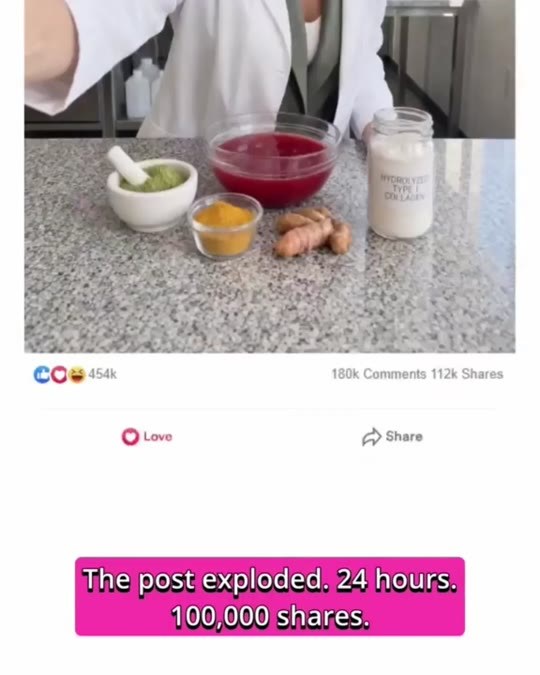 HYDROLYZED
TYPE I
COLLAGEN
454k
180k Comments 112k Shares
Love
Share
The post exploded. 24 hours.
100,000 shares.